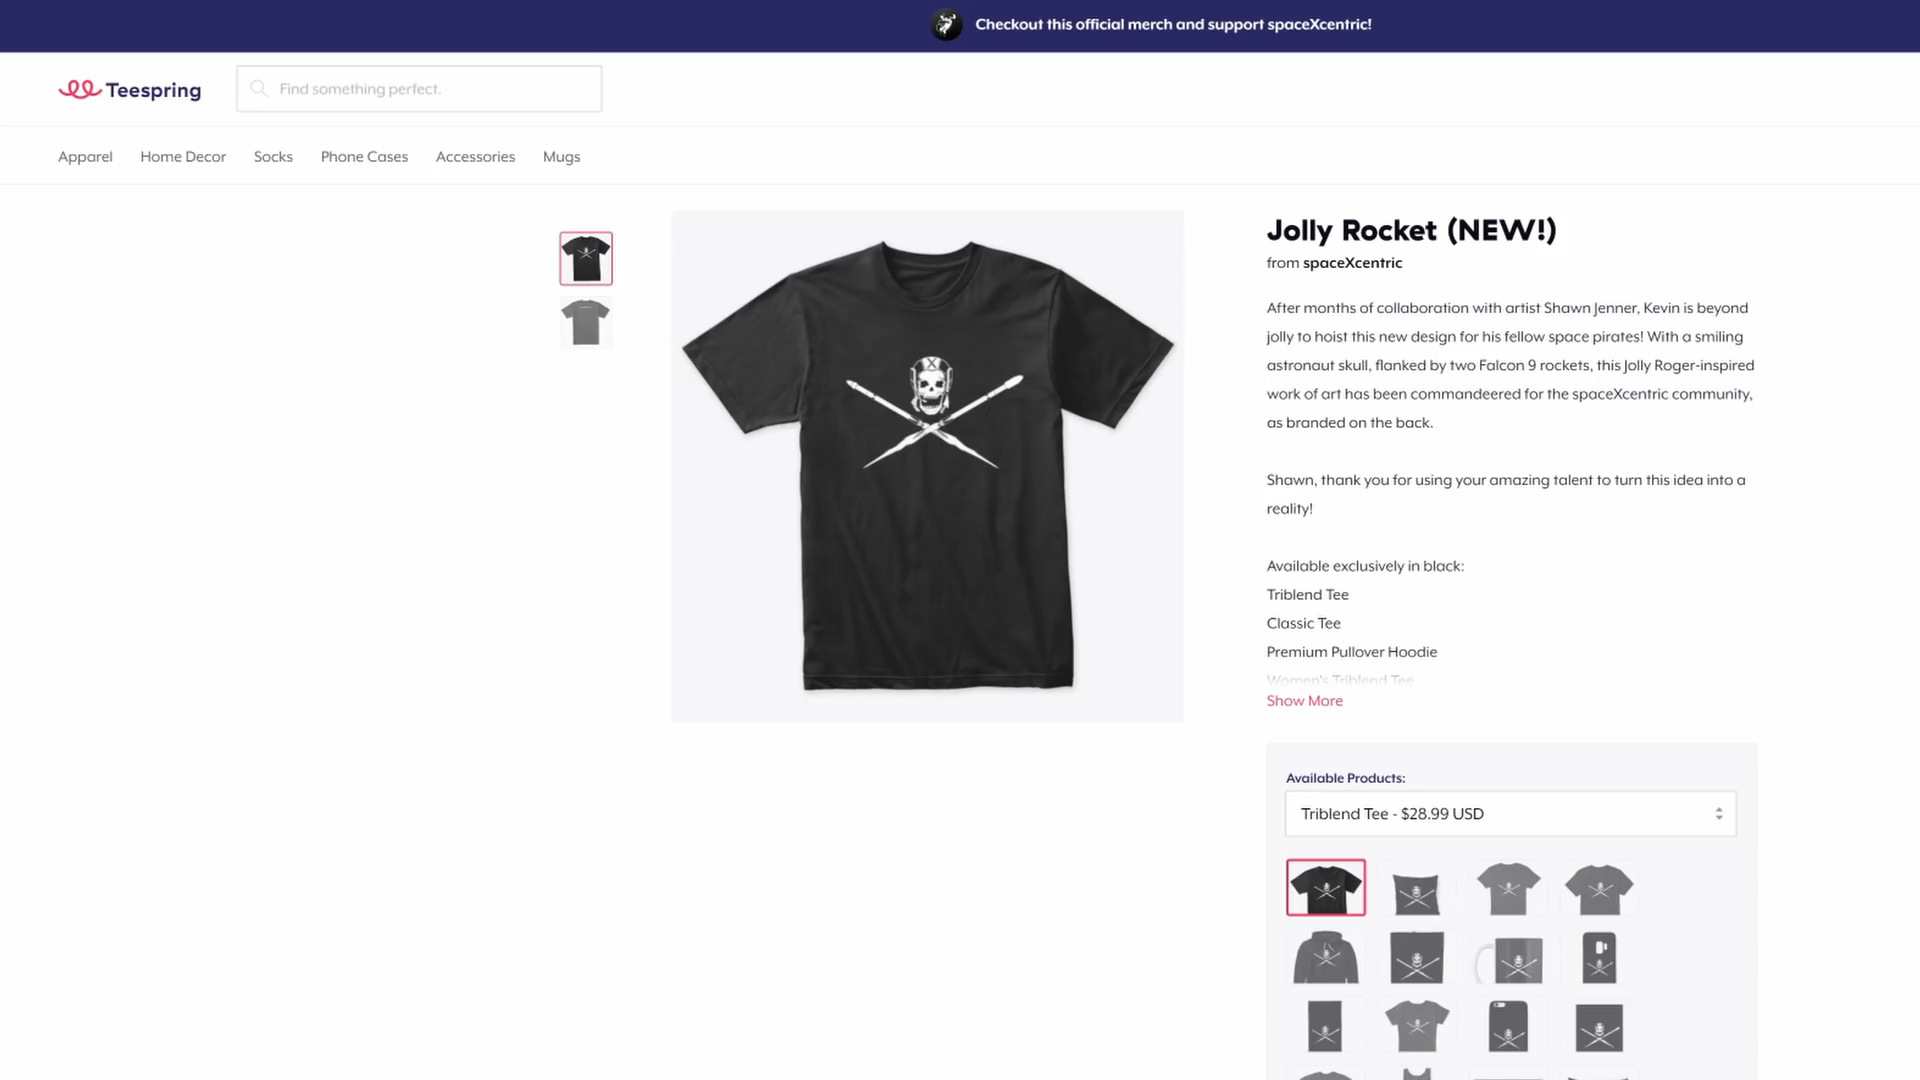 Checkout this official merch and support spaceXcentric!
Teespring
Find something perfect.
Apparel
Home Decor
Socks
Phone Cases
Accessories
Mugs
Jolly Rocket (NEW!)
from spaceXcentric
After months of collaboration with artist Shawn Jenner, Kevin is beyond
jolly to hoist this new design for his fellow space pirates! With a smiling
astronaut skull, flanked by two Falcon 9 rockets, this Jolly Roger-inspired
work of art has been commandeered for the spaceXcentric community,
as branded on the back.
Shawn, thank you for using your amazing talent to turn this idea into a
reality!
Available exclusively in black:
Triblend Tee
Classic Tee
Premium Pullover Hoodie
Women's Triblend Tee
Show More
Available Products:
Triblend Tee - $28.99 USD